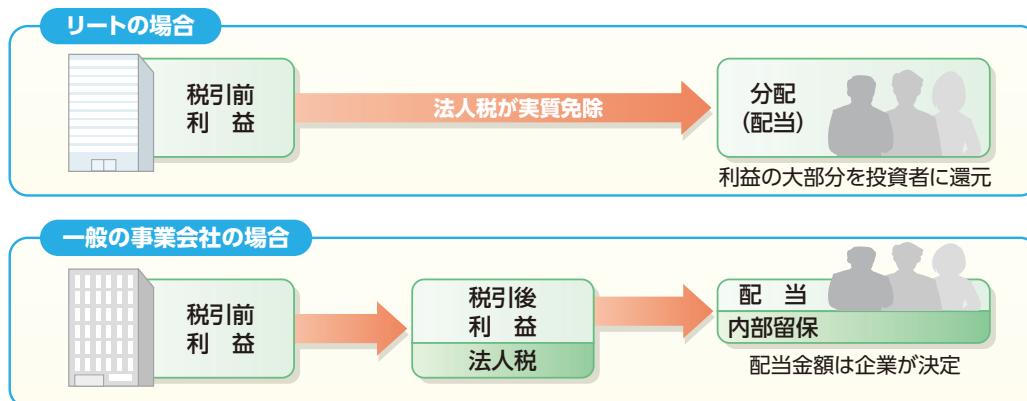 リートの場合
税引前
利 益
法人税が実質免除
分配
(配当)
利益の大部分を投資者に還元
一般の事業会社の場合
税引前
利 益
税引後
利 益
法人税
配 当
内部留保
配当金額は企業が決定